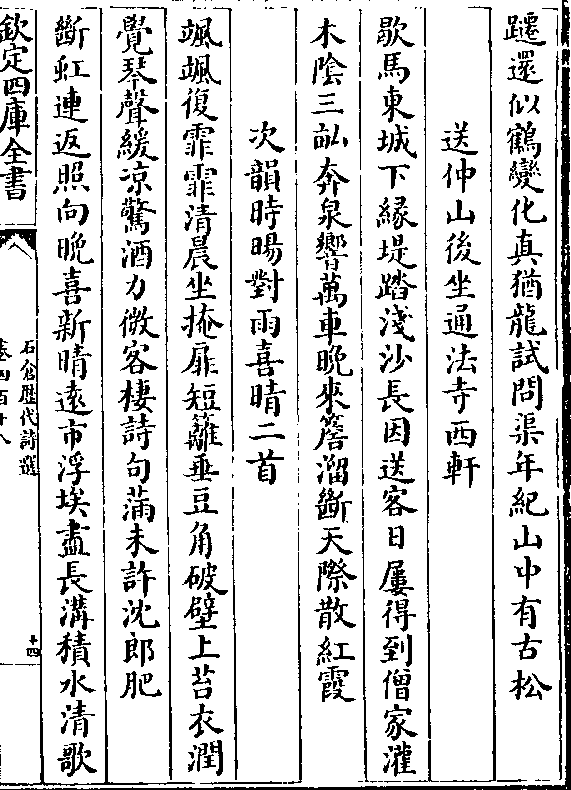 躚還似鶴變化真猶龍試問渠年紀山中有古松
送仲山後坐通法寺西軒
歇馬東城下緣堤踏淺沙長因送客日屢得到僧家灌
木陰三畝奔泉響萬車晚來簷溜斷天際散紅霞
次韻時暘對雨喜晴二首
颯颯復霏霏清晨坐掩扉短籬垂豆角破壁上苔衣潤
覺琴聲緩凉驚酒力微客棲詩句滿未許沈郎肥
斷虹連返照向晚喜新晴遠市浮埃盡長溝積水清歌
欽定四庫全書
石倉歷代詩選
卷四百十八
十四